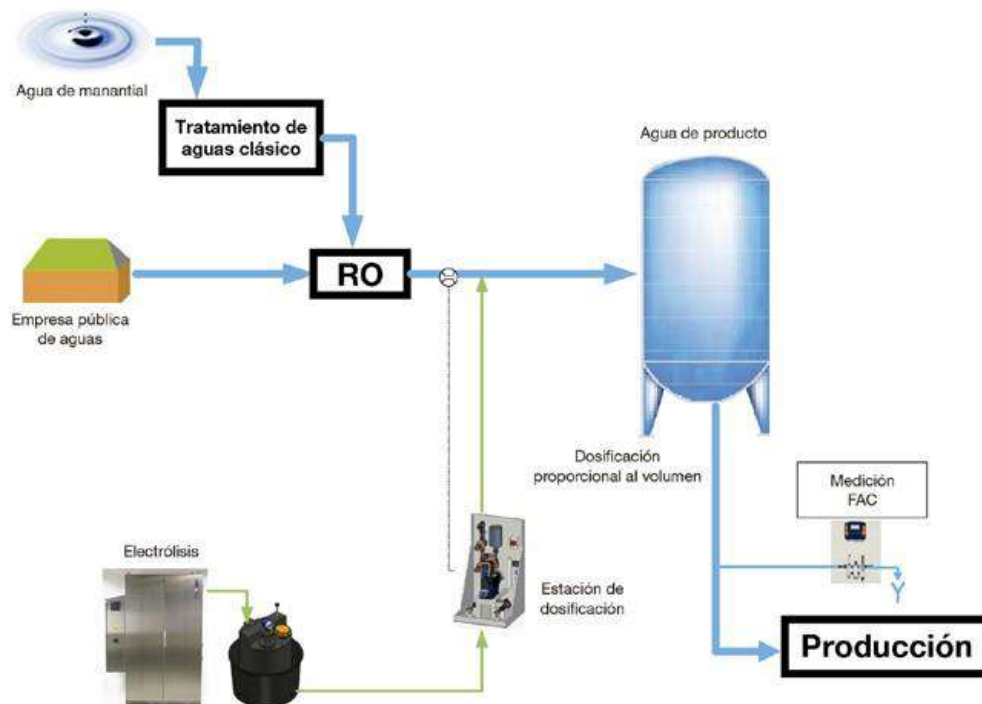 Agua de manantial
Tratamiento de
aguas clásico
Agua de producto
RO
Empresa pública
de aguas
Dosificación
proporcional al volumen
Medición
FAC
Electrólisis
Estación de
dosificación
Producción